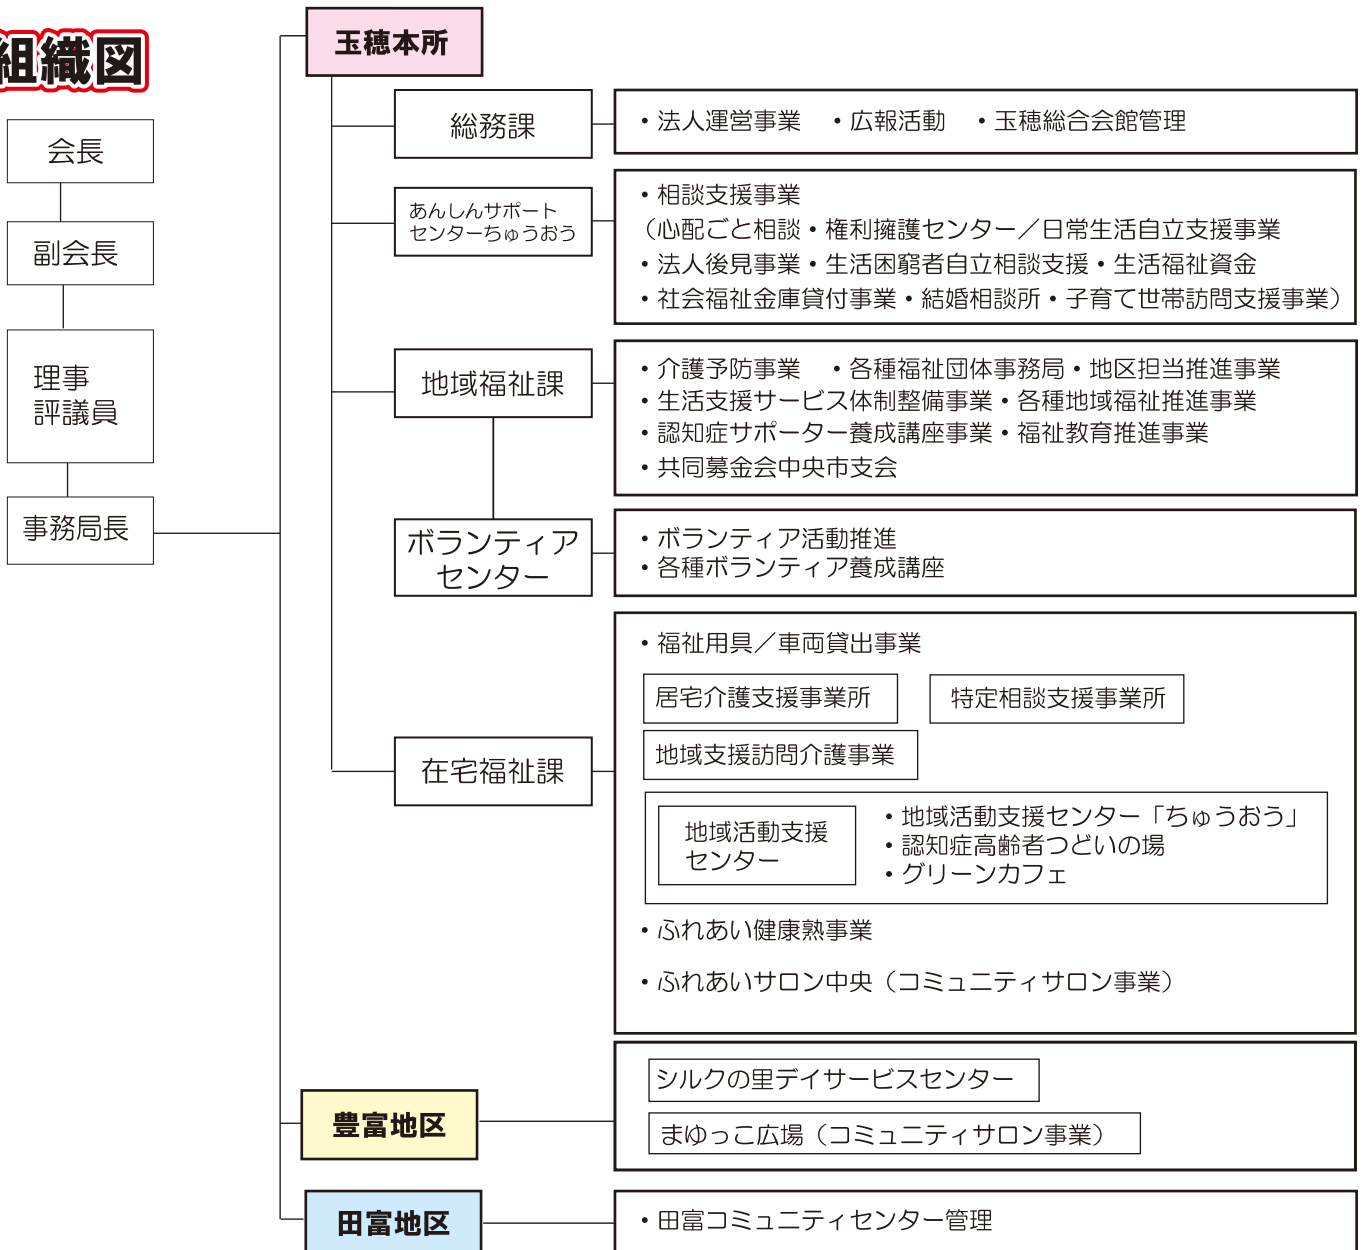 組織図
会長
副会長
理事
評議員
事務局長
玉穂本所
総務課
・法人運営事業　・広報活動　・玉穂総合会館管理
あんしんサポート
センターちゅうおう
・相談支援事業
（心配ごと相談・権利擁護センター／日常生活自立支援事業
・法人後見事業・生活困窮者自立相談支援・生活福祉資金
・社会福祉金庫貸付事業・結婚相談所・子育て世帯訪問支援事業）
地域福祉課
・介護予防事業　・各種福祉団体事務局・地区担当推進事業
・生活支援サービス体制整備事業・各種地域福祉推進事業
・認知症サポーター養成講座事業・福祉教育推進事業
・共同募金会中央市支会
ボランティア
センター
・ボランティア活動推進
・各種ボランティア養成講座
在宅福祉課
・福祉用具／車両貸出事業
居宅介護支援事業所
特定相談支援事業所
地域支援訪問介護事業
地域活動支援
センター
・地域活動支援センター「ちゅうおう」
・認知症高齢者つどいの場
・グリーンカフェ
・ふれあい健康熟事業
・ふれあいサロン中央（コミュニティサロン事業）
豊富地区
シルクの里デイサービスセンター
まゆっこ広場（コミュニティサロン事業）
田富地区
・田富コミュニティセンター管理